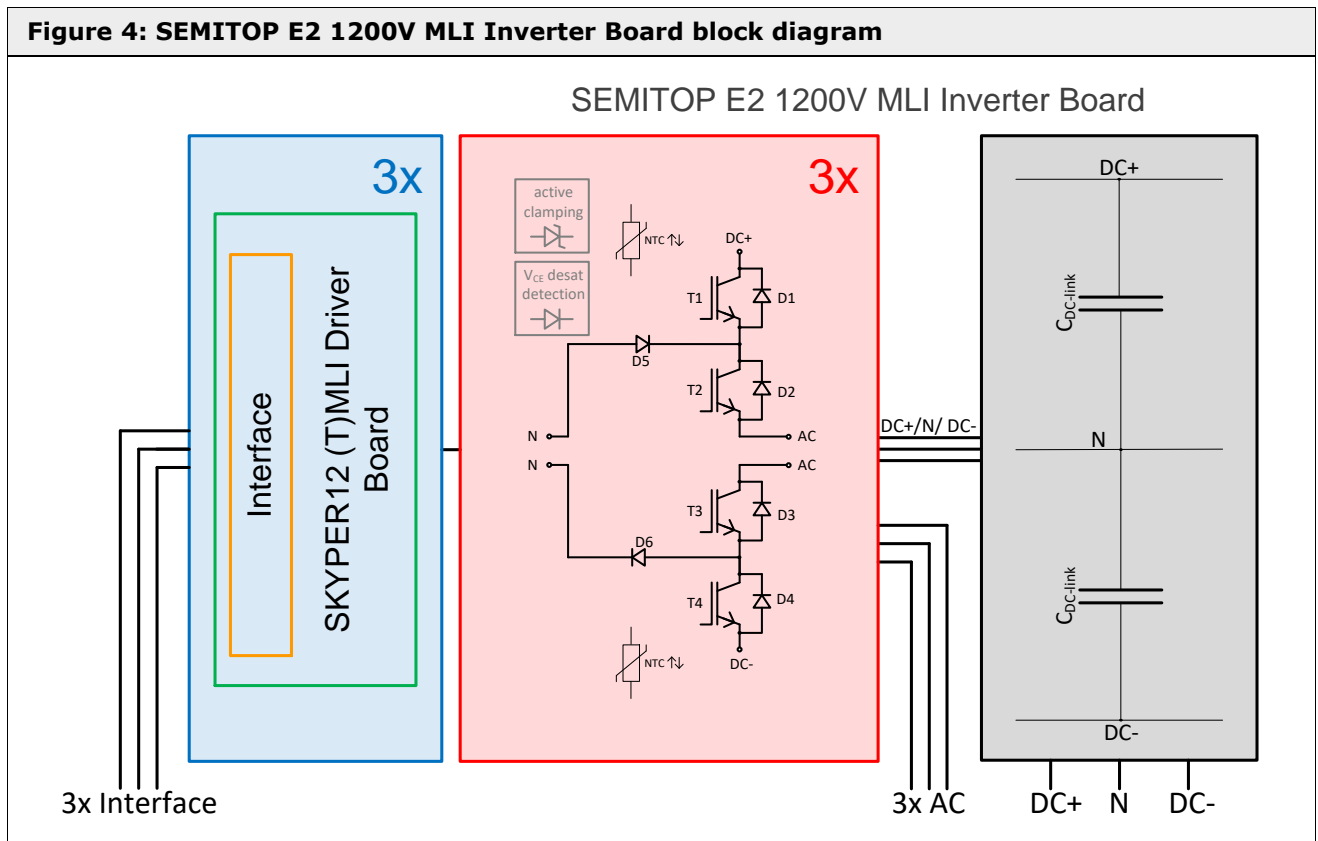 Figure 4: SEMITOP E2 1200V MLI Inverter Board block diagram
SEMITOP E2 1200V MLI Inverter Board
3x
Interface
SKYPER12 (T)MLI Driver
Board
3x
active
clamping
VCE desat
detection
NTC ↑↓
DC+
T1
D1
D5
T2
D2
N
AC
N
AC
T3
D3
D6
T4
D4
NTC ↑↓
DC-
DC+/N/ DC-
DC+
CDC-link
N
CDC-link
DC-
3x Interface
3x AC
DC+
N
DC-